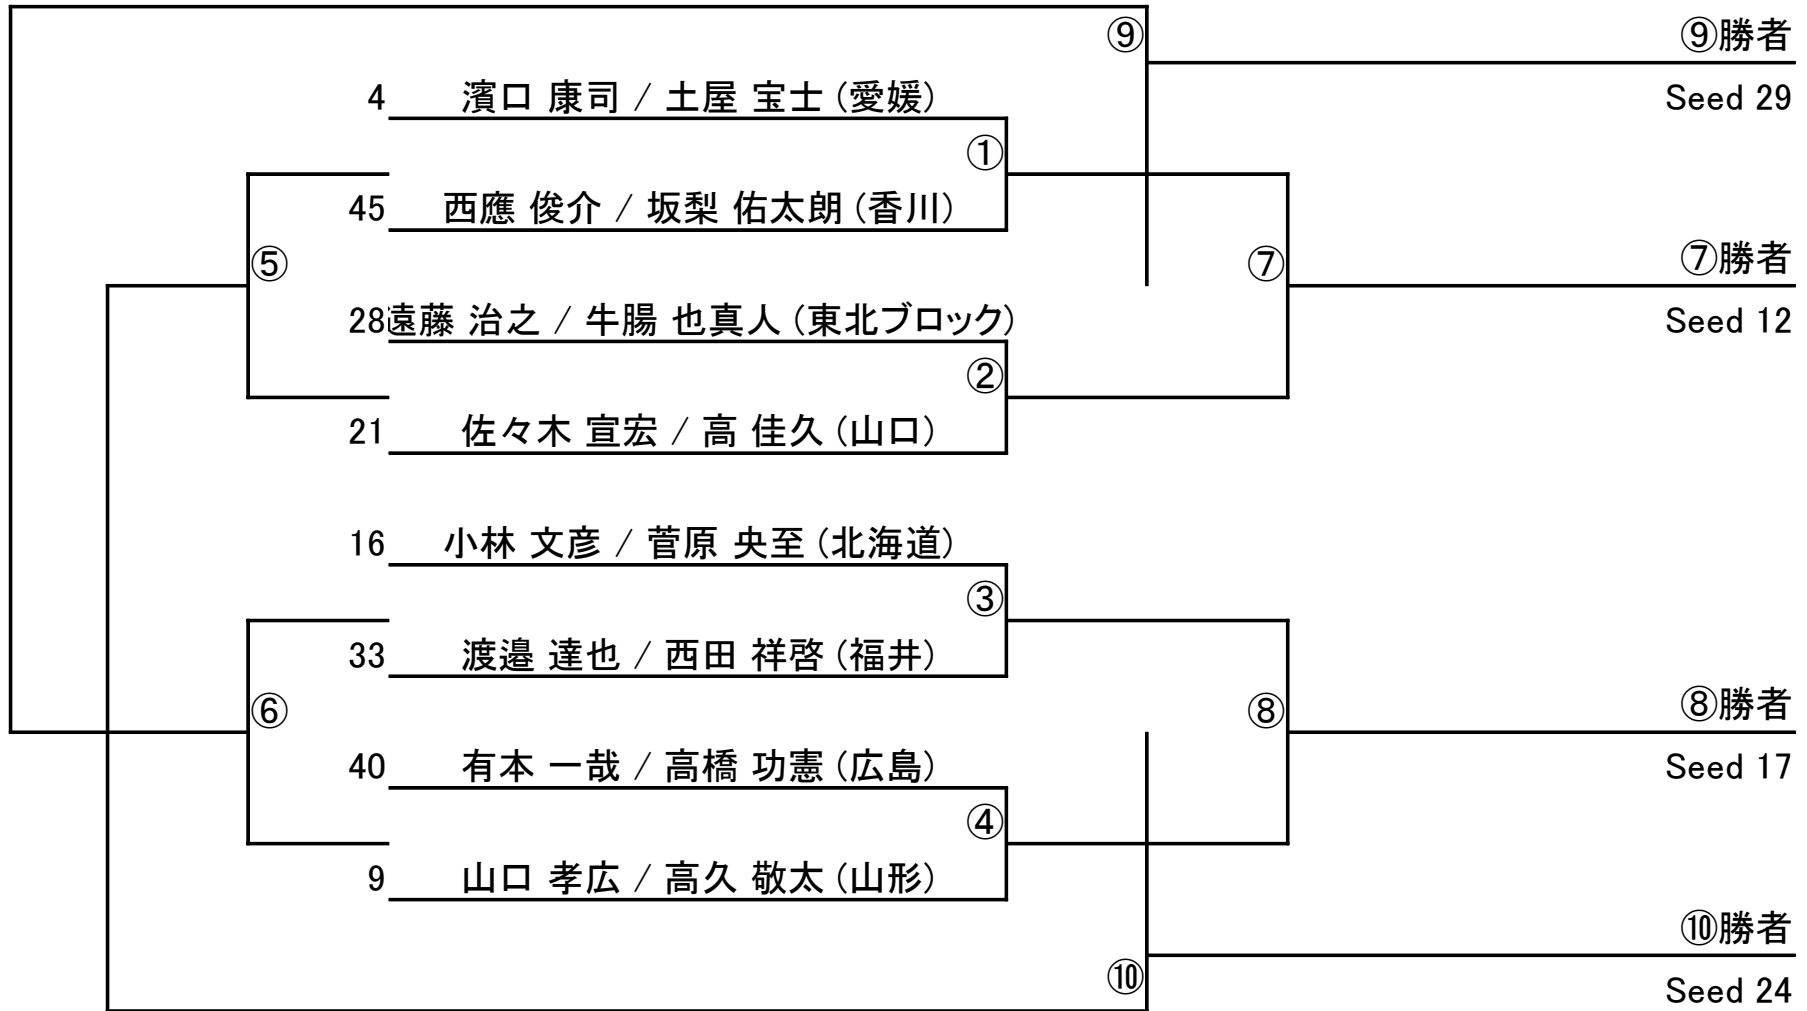 ⑨ ⑨勝者
4 濱口 康司 / 土屋 宝士 (愛媛) Seed 29
①
45 西應 俊介 / 坂梨 佑太朗 (香川)
⑤ ⑦ ⑦勝者
28 遠藤 治之 / 牛腸 也真人 (東北ブロック) Seed 12
②
21 佐々木 宣宏 / 高 佳久 (山口)
16 小林 文彦 / 菅原 央至 (北海道)
③
33 渡邉 達也 / 西田 祥啓 (福井)
⑥ ⑧ ⑧勝者
40 有本 一哉 / 高橋 功憲 (広島) Seed 17
④
9 山口 孝広 / 高久 敬太 (山形)
⑩勝者
⑩ Seed 24